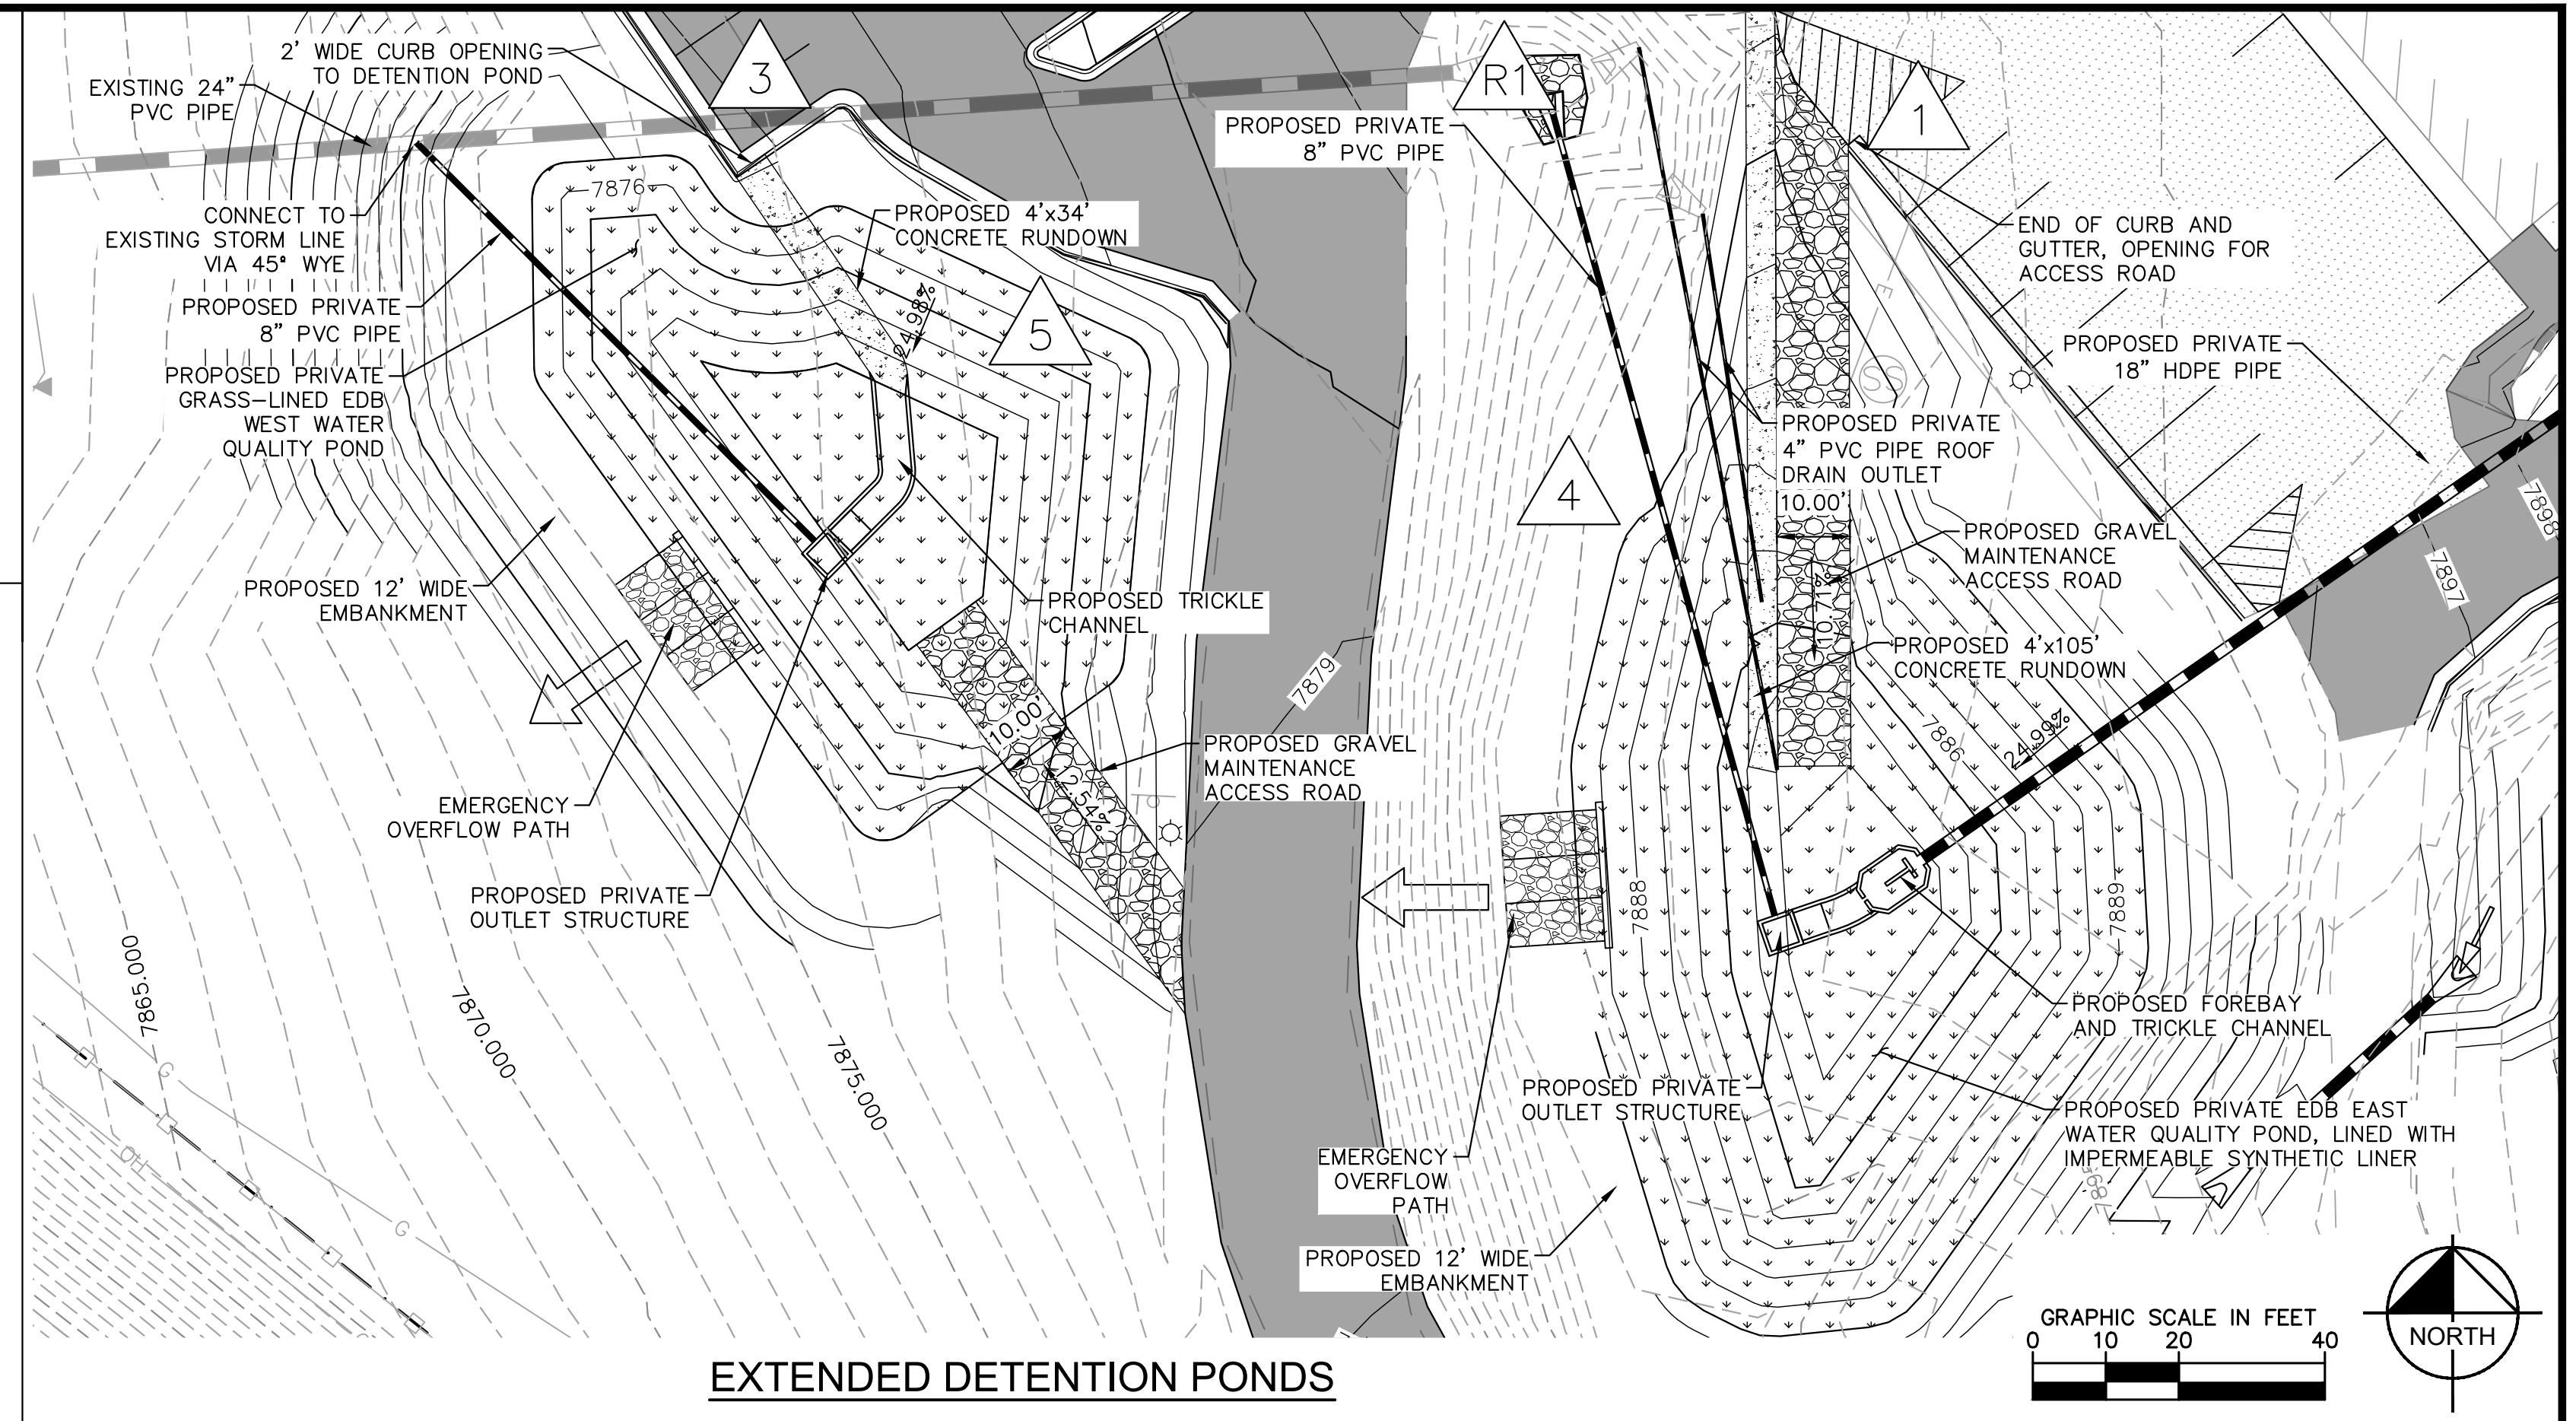 2' WIDE CURB OPENING
TO DETENTION POND
EXISTING 24"
PVC PIPE
3
R1
1
PROPOSED PRIVATE
8" PVC PIPE
7876
CONNECT TO
EXISTING STORM LINE
VIA 45° WYE
PROPOSED 4'x34'
CONCRETE RUNDOWN
24.98%
END OF CURB AND
GUTTER, OPENING FOR
ACCESS ROAD
E
PROPOSED PRIVATE
8" PVC PIPE
5
PROPOSED PRIVATE
18" HDPE PIPE
SS
PROPOSED PRIVATE
GRASS-LINED EDB
WEST WATER
QUALITY POND
PROPOSED PRIVATE
4" PVC PIPE ROOF
DRAIN OUTLET
4
10.00'
7898
7897
PROPOSED GRAVEL
MAINTENANCE
ACCESS ROAD
10.71%
PROPOSED 12' WIDE
EMBANKMENT
PROPOSED TRICKLE
CHANNEL
PROPOSED 4'x105'
CONCRETE RUNDOWN
7879
10.00'
12.54%
7886
24.99%
PROPOSED GRAVEL
MAINTENANCE
ACCESS ROAD
EMERGENCY
OVERFLOW PATH
PROPOSED PRIVATE
OUTLET STRUCTURE
7888
7889
7865.000
7870.000
7875.000
G
G
OH
PROPOSED FOREBAY
AND TRICKLE CHANNEL
PROPOSED PRIVATE
OUTLET STRUCTURE
PROPOSED PRIVATE EDB EAST
WATER QUALITY POND, LINED WITH
IMPERMEABLE SYNTHETIC LINER
EMERGENCY
OVERFLOW
PATH
PROPOSED 12' WIDE
EMBANKMENT
GRAPHIC SCALE IN FEET
0 10 20 40
NORTH
EXTENDED DETENTION PONDS